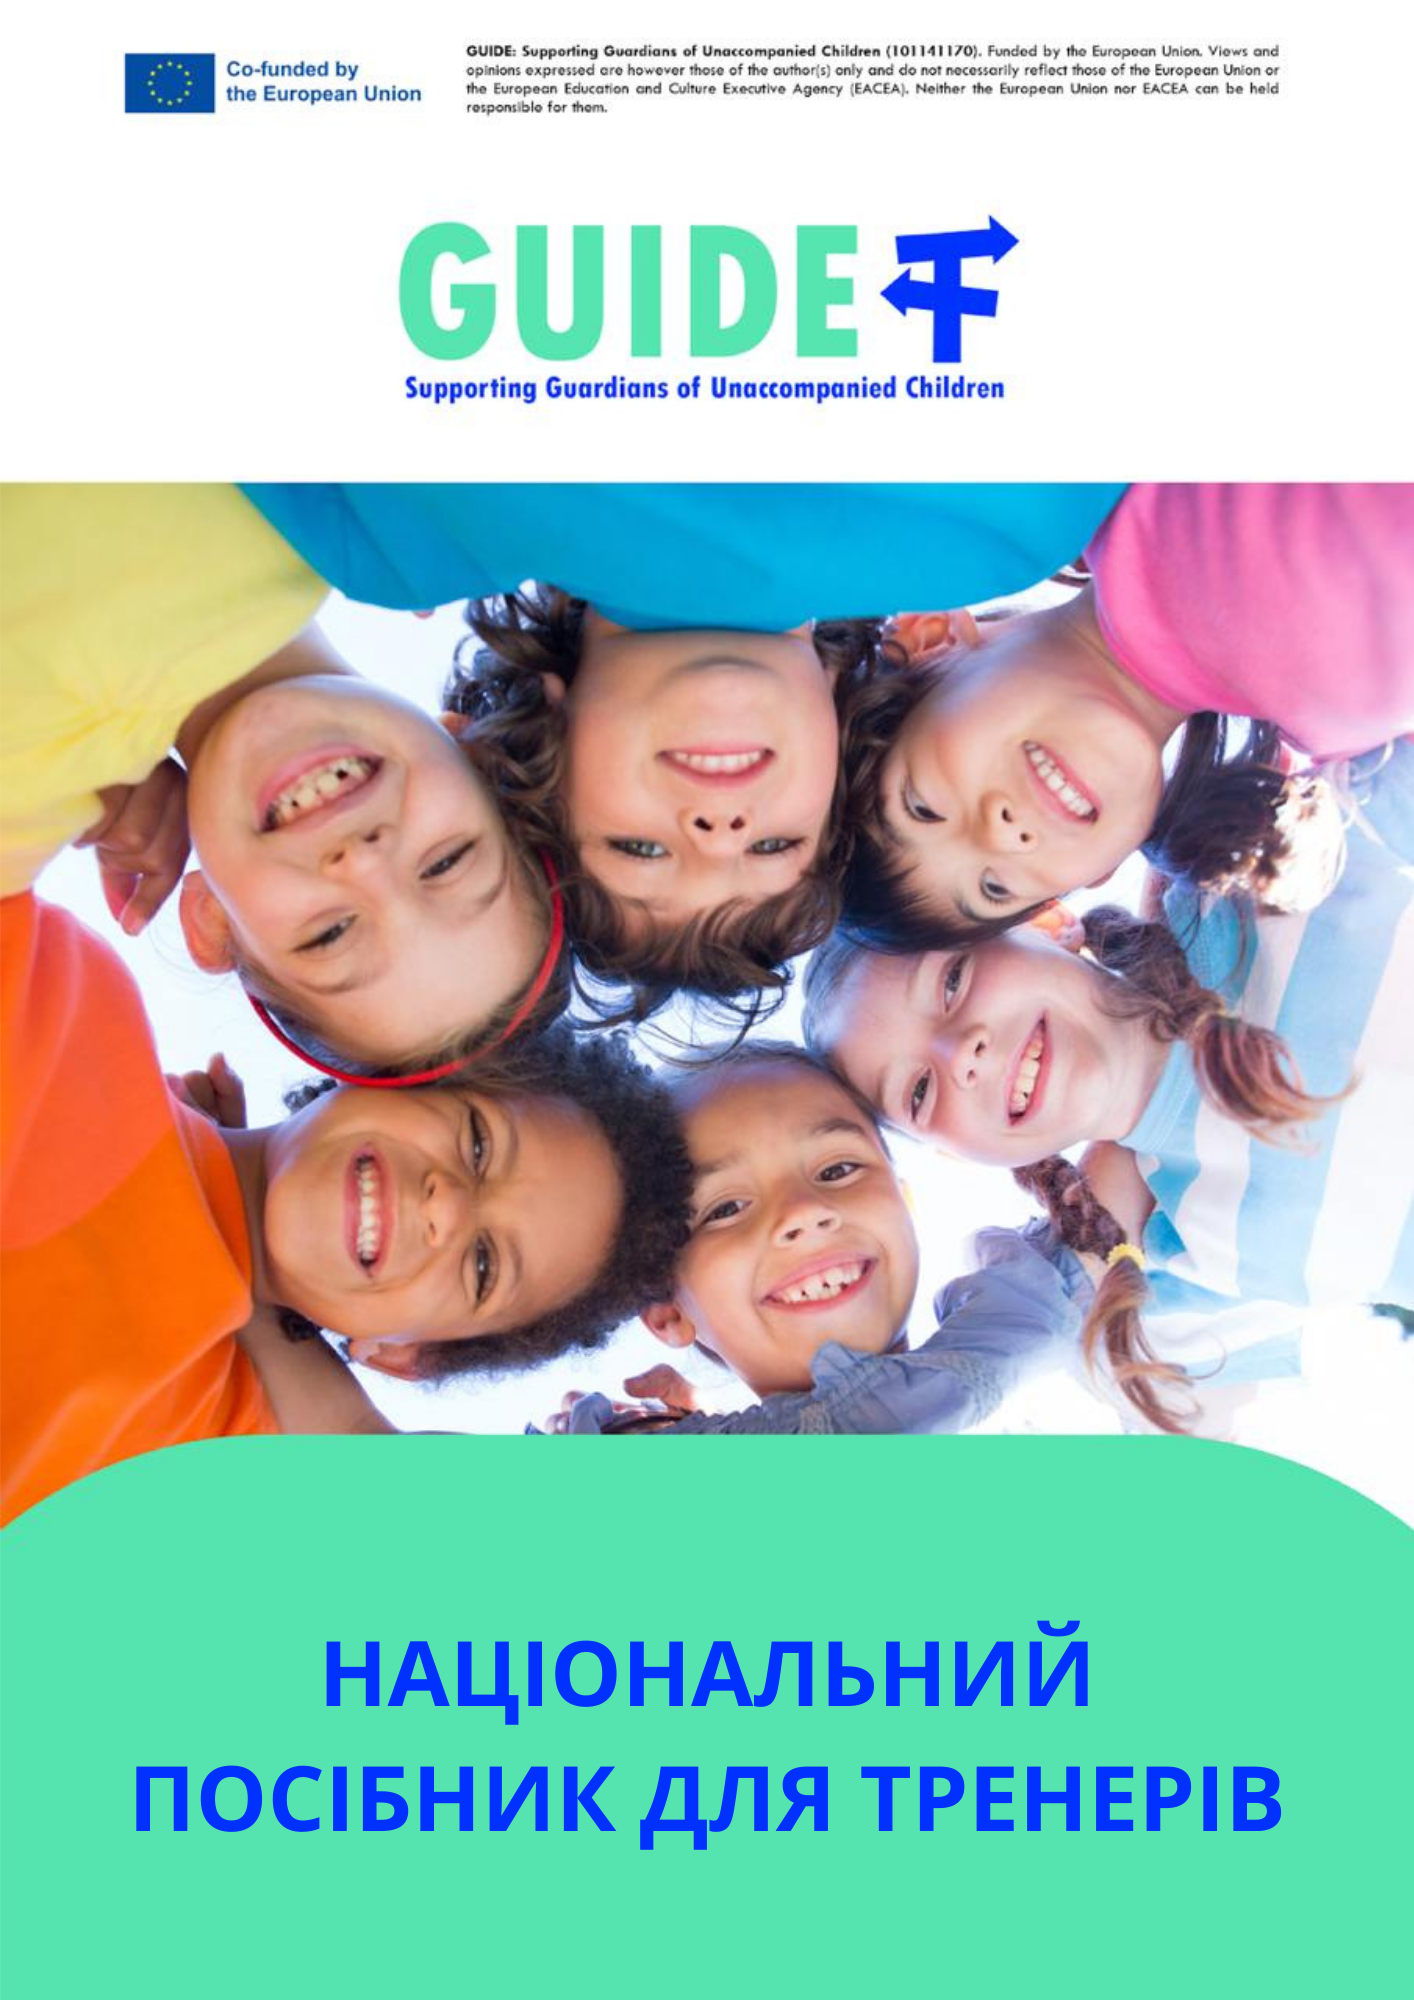 Co-funded by
the European Union
GUIDE: Supporting Guardians of Unaccompanied Children (101141170). Funded by the European Union. Views and
opinions expressed are however those of the author(s) only and do not necessarily reflect those of the European Union or
the European Education and Culture Executive Agency (EACEA). Neither the European Union nor EACEA can be held
responsible for them.
GUIDE
Supporting Guardians of Unaccompanied Children
НАЦІОНАЛЬНИЙ
ПОСІБНИК ДЛЯ ТРЕНЕРІВ